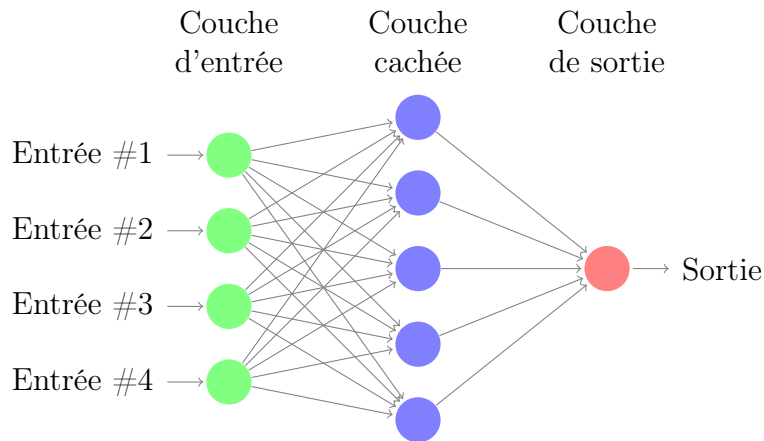 Couche
d'entrée
Couche
cachée
Couche
de sortie
Entrée #1
Entrée #2
Entrée #3
Entrée #4
Sortie